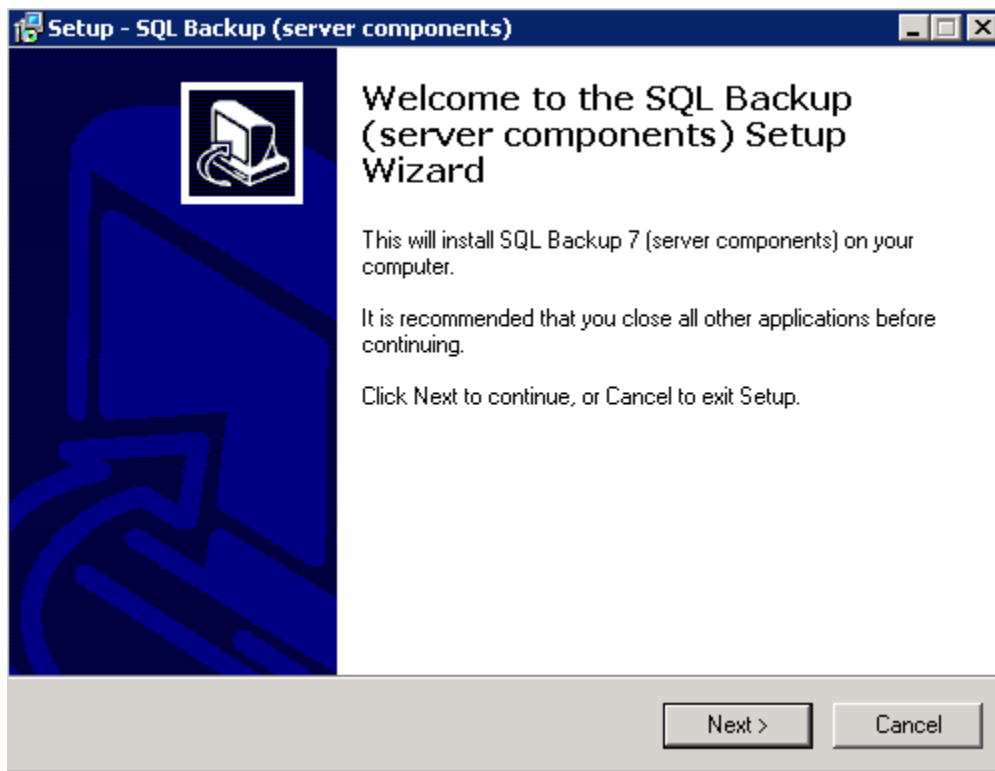 Setup - SQL Backup (server components)
Welcome to the SQL Backup
(server components) Setup
Wizard
This will install SQL Backup 7 (server components) on your
computer.
It is recommended that you close all other applications before
continuing.
Click Next to continue, or Cancel to exit Setup.
Next >
Cancel